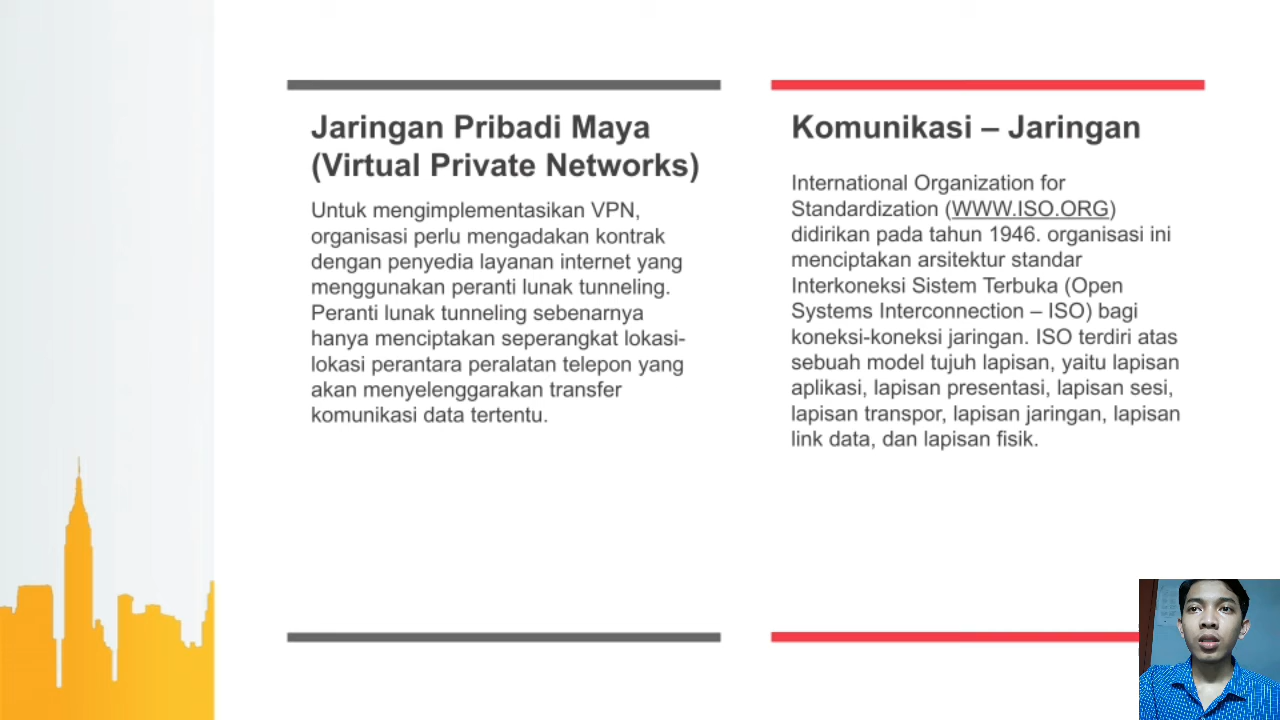 Jaringan Pribadi Maya
(Virtual Private Networks)
Untuk mengimplementasikan VPN,
organisasi perlu mengadakan kontrak
dengan penyedia layanan internet yang
menggunakan peranti lunak tunneling.
Peranti lunak tunneling sebenarnya
hanya menciptakan seperangkat lokasi-
lokasi perantara peralatan telepon yang
akan menyelenggarakan transfer
komunikasi data tertentu.
Komunikasi – Jaringan
International Organization for
Standardization (WWW.ISO.ORG)
didirikan pada tahun 1946. organisasi ini
menciptakan arsitektur standar
Interkoneksi Sistem Terbuka (Open
Systems Interconnection – ISO) bagi
koneksi-koneksi jaringan. ISO terdiri atas
sebuah model tujuh lapisan, yaitu lapisan
aplikasi, lapisan presentasi, lapisan sesi,
lapisan transpor, lapisan jaringan, lapisan
link data, dan lapisan fisik.